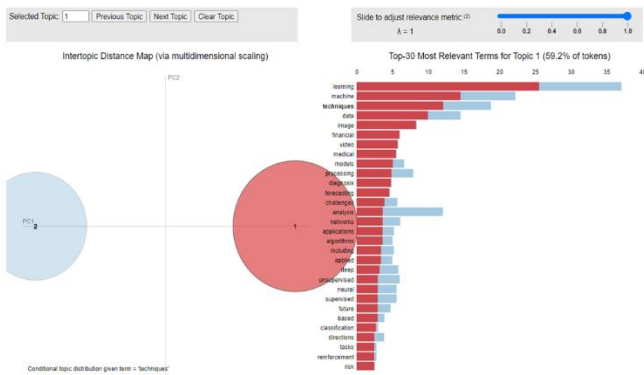 Selected Topic: 1 Previous Topic Next Topic Clear Topic
Slide to adjust relevance metric:(2)
λ = 1
0.0 0.2 0.4 0.6 0.8 1.0
Intertopic Distance Map (via multidimensional scaling)
PC2
PC1
2
1
Conditional topic distribution given term = 'techniques'
Top-30 Most Relevant Terms for Topic 1 (59.2% of tokens)
0 5 10 15 20 25 30 35 40
learning
machine
techniques
data
image
financial
video
medical
models
processing
diagnosis
forecasting
challenges
analysis
networks
applications
algorithms
including
applied
deep
unsupervised
neural
supervised
future
based
classification
directions
tasks
reinforcement
risk